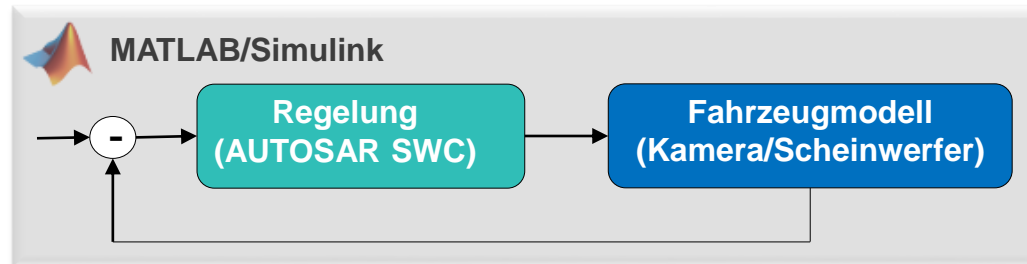 MATLAB/Simulink
Regelung
(AUTOSAR SWC)
Fahrzeugmodell
(Kamera/Scheinwerfer)
-